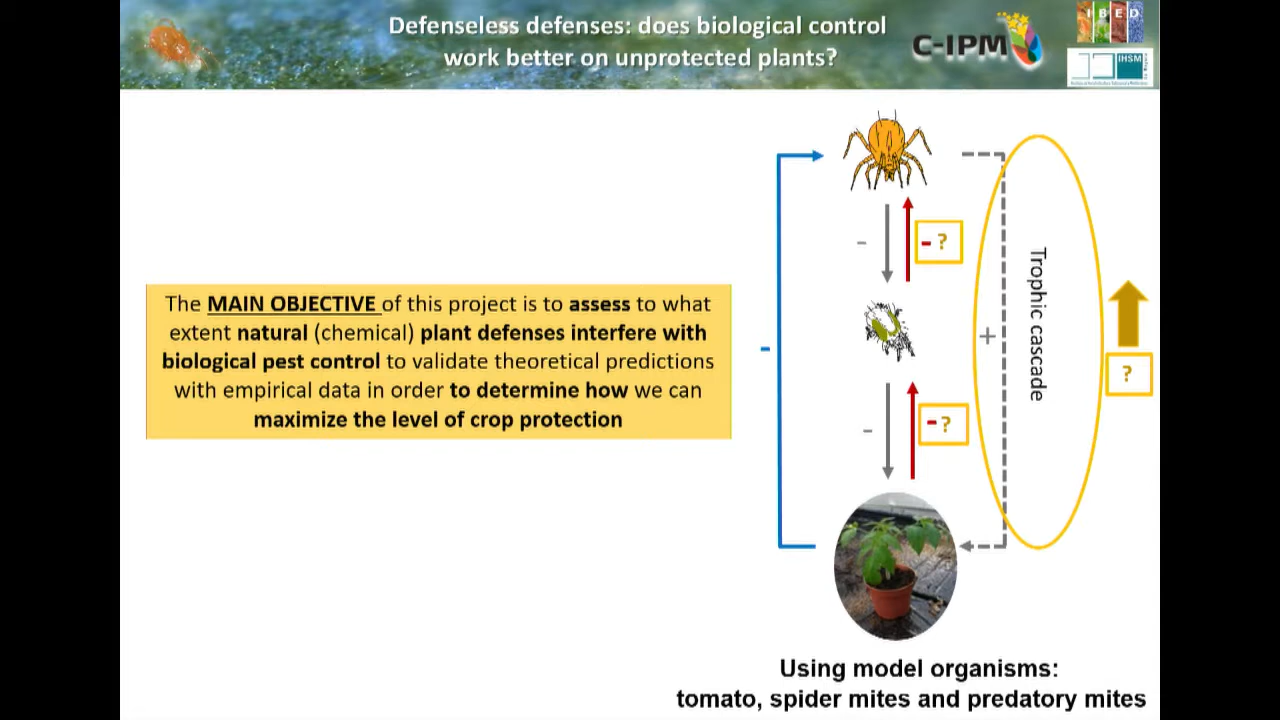 Defenseless defenses: does biological control
work better on unprotected plants?
C-IPM
IBED
IHSM
The MAIN OBJECTIVE of this project is to assess to what
extent natural (chemical) plant defenses interfere with
biological pest control to validate theoretical predictions
with empirical data in order to determine how we can
maximize the level of crop protection
-
- ?
-
+
Trophic cascade
?
-
- ?
-
Using model organisms:
tomato, spider mites and predatory mites